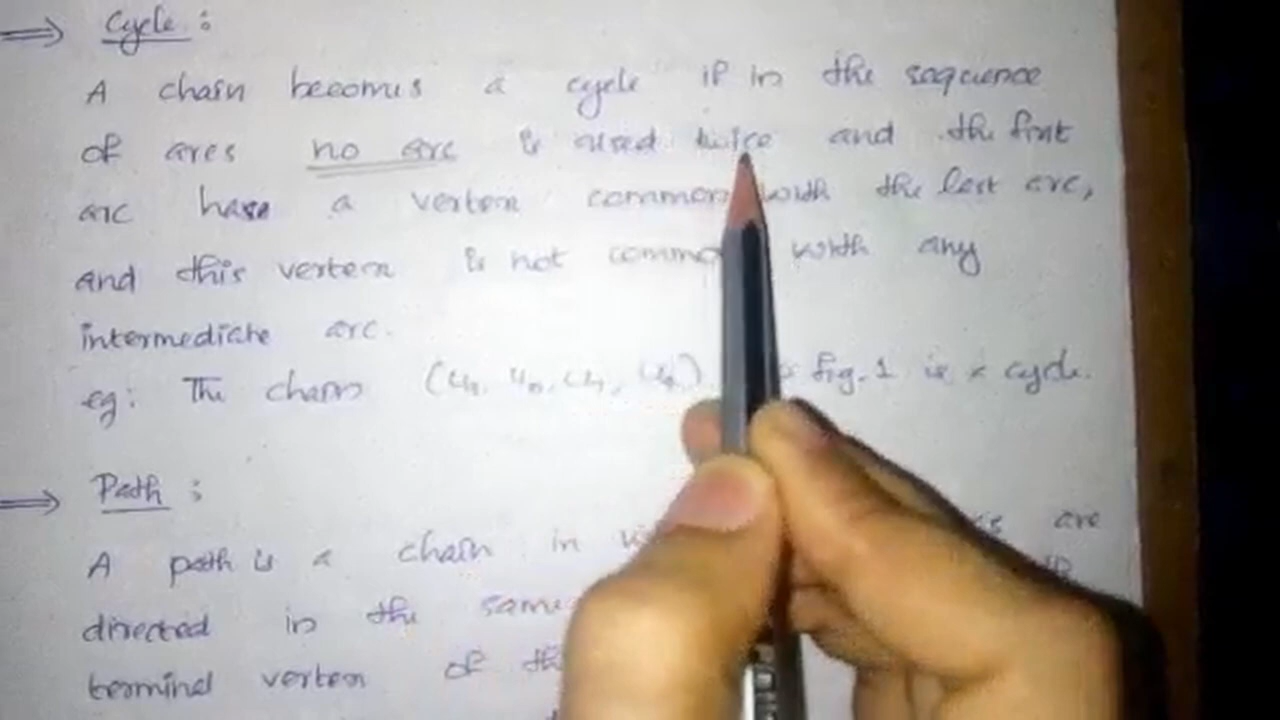 ⇒ Cycle :
A chain becomes a cycle if in the sequence
of arcs no arc is used twice and the first
arc have a vertex common with the last arc,
and this vertex is not common with any
intermediate arc.
eg: The chain fig. 1 is a cycle.
⇒ Path :
A path is a chain in are
directed in the same
terminal vertex of